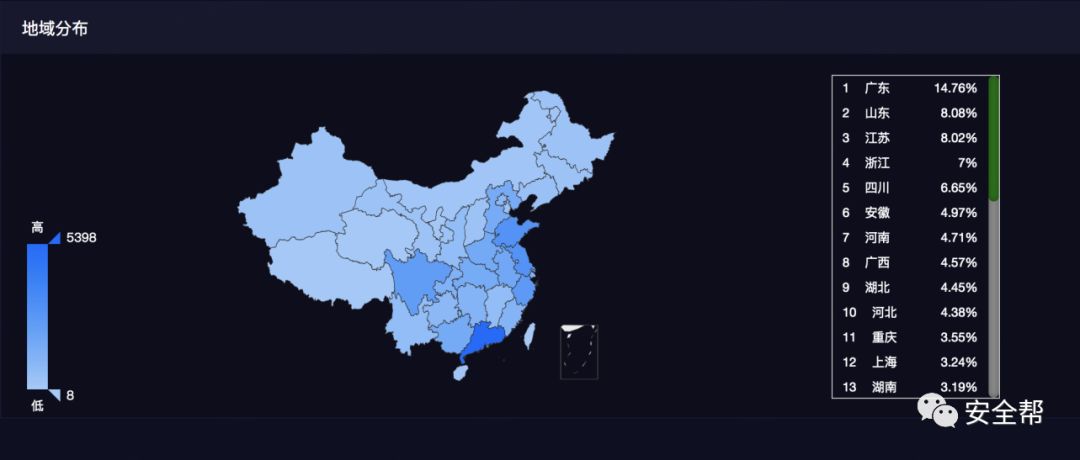 地域分布
高
5398
8
低
1 广东 14.76%
2 山东 8.08%
3 江苏 8.02%
4 浙江 7%
5 四川 6.65%
6 安徽 4.97%
7 河南 4.71%
8 广西 4.57%
9 湖北 4.45%
10 河北 4.38%
11 重庆 3.55%
12 上海 3.24%
13 湖南 3.19%
安全帮